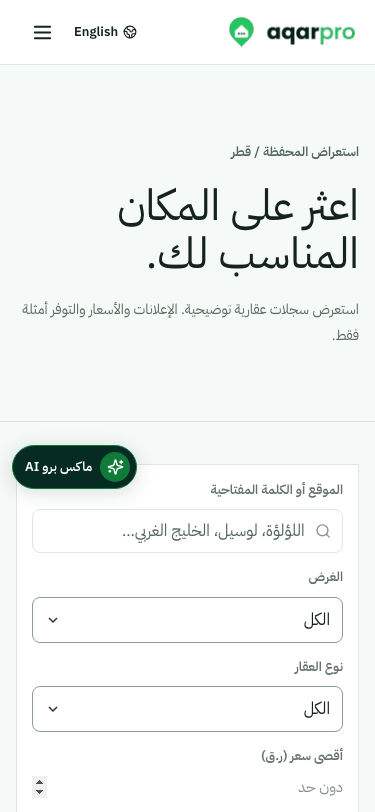 aqarpro
English
استعراض المحفظة / قطر
اعثر على المكان
المناسب لك.
استعرض سجلات عقارية توضيحية. الإعلانات والأسعار والتوفر أمثلة
فقط.
ماكس برو AI
الموقع أو الكلمة المفتاحية
اللؤلؤة، لوسيل، الخليج الغربي...
الغرض
الكل
نوع العقار
الكل
أقصى سعر (ر.ق)
دون حد